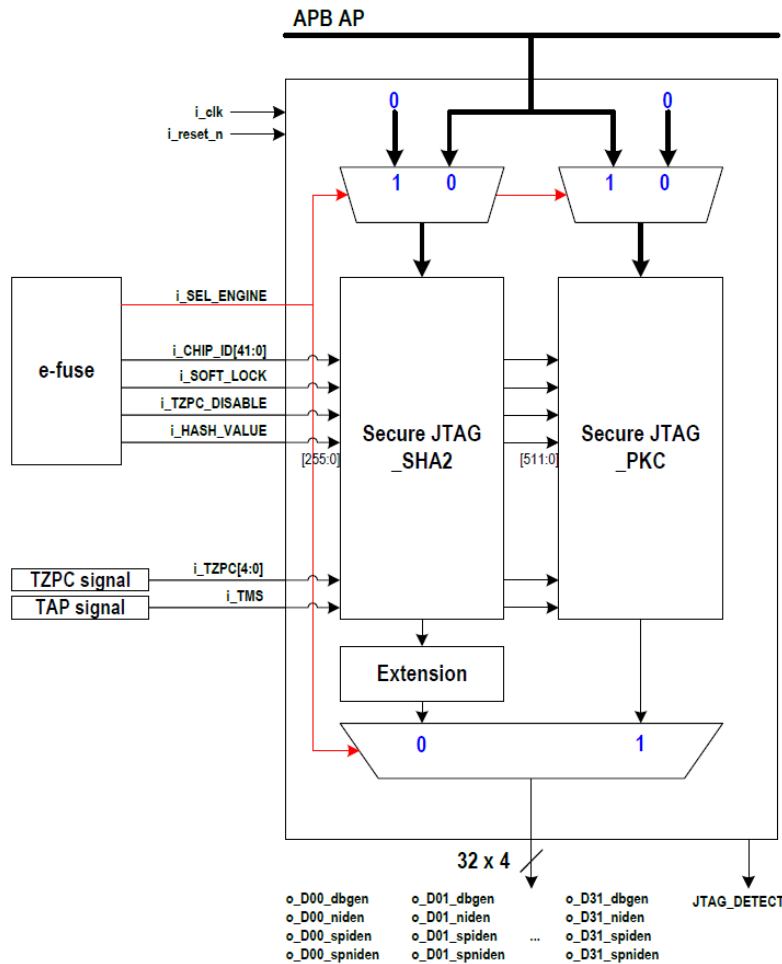 APB AP
0
0
i_clk
i_reset_n
1
0
1
0
i_SEL_ENGINE
e-fuse
i_CHIP_ID[41:0]
i_SOFT_LOCK
i_TZPC_DISABLE
i_HASH_VALUE
[255:0]
Secure JTAG
_SHA2
[511:0]
Secure JTAG
_PKC
TZPC signal
i_TZPC[4:0]
TAP signal
i_TMS
Extension
0
1
32 x 4
o_D00_dbgen
o_D00_niden
o_D00_spiden
o_D00_spniden
o_D01_dbgen
o_D01_niden
o_D01_spiden
o_D01_spniden
...
o_D31_dbgen
o_D31_niden
o_D31_spiden
o_D31_spniden
JTAG_DETECT